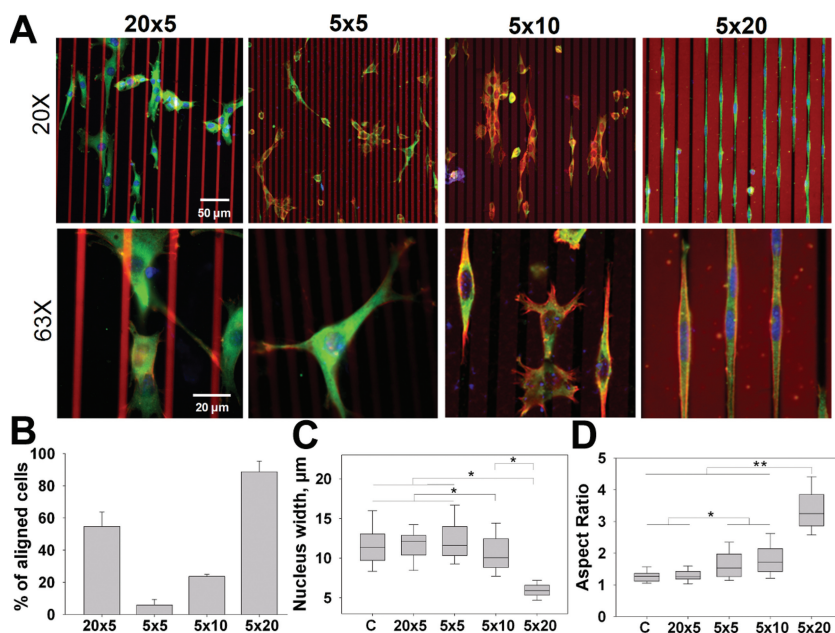 A
20x5 5x5 5x10 5x20
20X
50 µm
63X
20 µm
B
% of aligned cells
100
80
60
40
20
0
20x5 5x5 5x10 5x20
C
Nucleus width, µm
20
15
10
5
* * *
C 20x5 5x5 5x10 5x20
D
Aspect Ratio
5
4
3
2
1
0
**
*
C 20x5 5x5 5x10 5x20